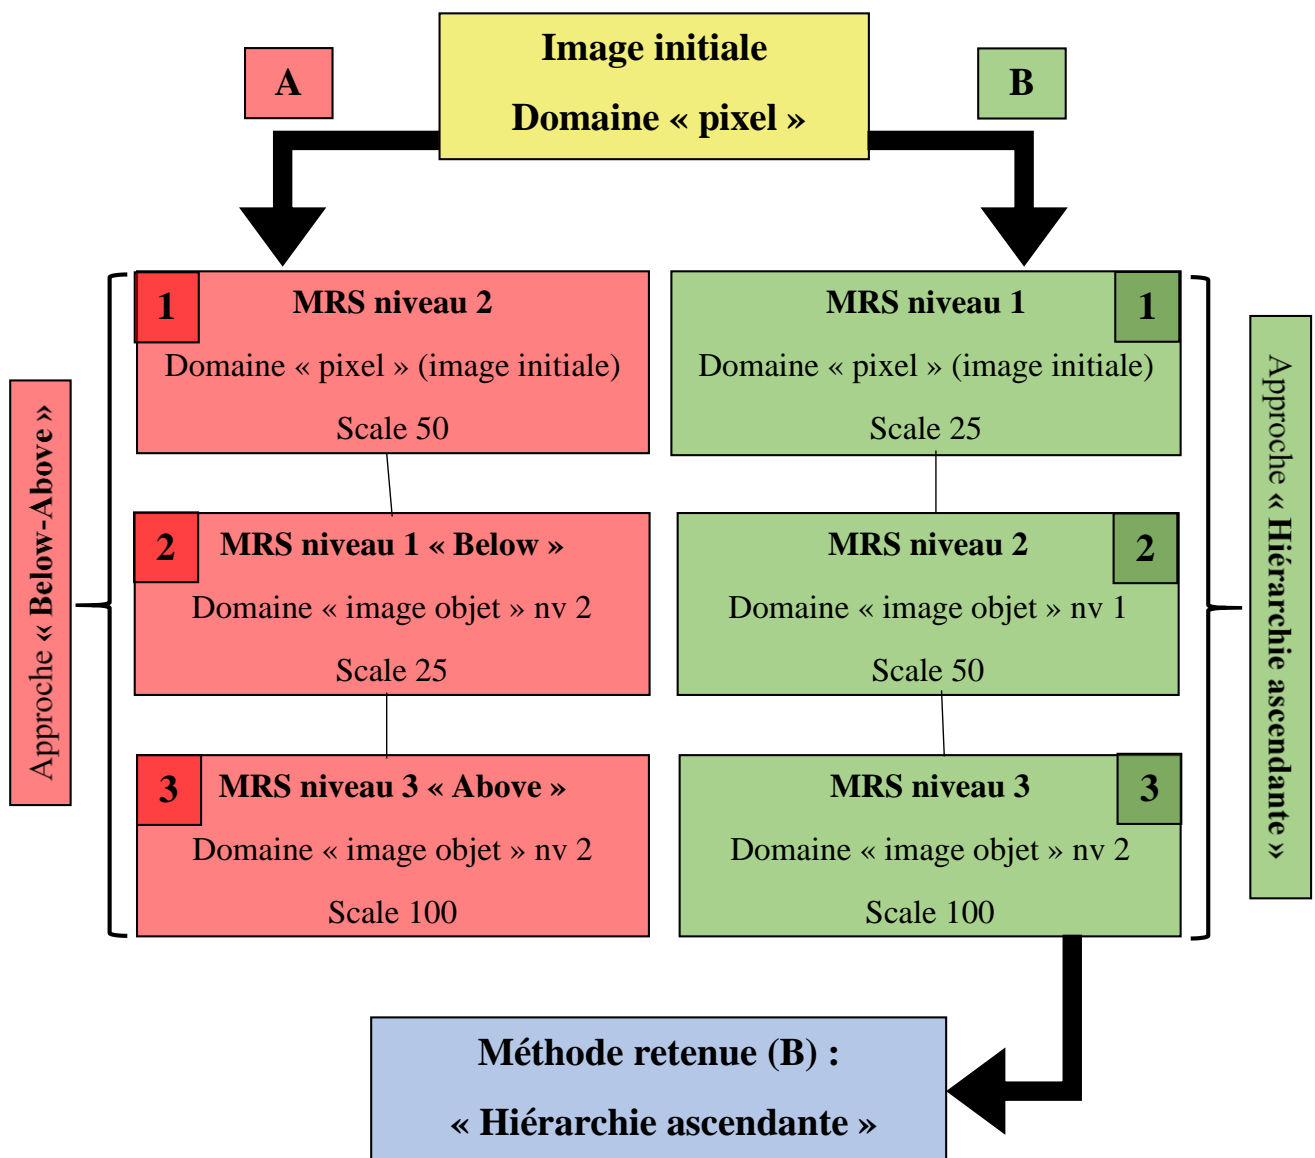 Image initiale
Domaine « pixel »
A
B
Approche « Below-Above »
1
MRS niveau 2
Domaine « pixel » (image initiale)
Scale 50
2
MRS niveau 1 « Below »
Domaine « image objet » nv 2
Scale 25
3
MRS niveau 3 « Above »
Domaine « image objet » nv 2
Scale 100
MRS niveau 1
1
Domaine « pixel » (image initiale)
Scale 25
MRS niveau 2
2
Domaine « image objet » nv 1
Scale 50
MRS niveau 3
3
Domaine « image objet » nv 2
Scale 100
Approche « Hiérarchie ascendante »
Méthode retenue (B) :
« Hiérarchie ascendante »